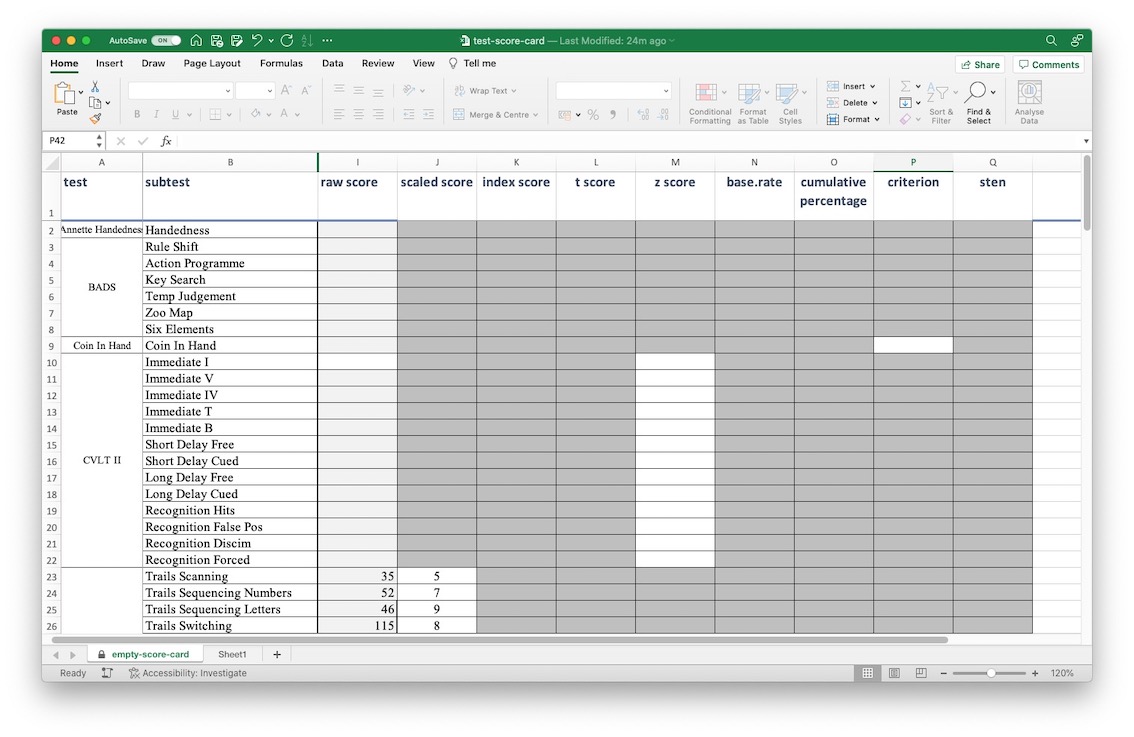 AutoSave ON test-score-card — Last Modified: 24m ago
Home Insert Draw Page Layout Formulas Data Review View Tell me Share Comments
Paste B I U Wrap Text Merge & Centre % Conditional Formatting Format as Table Cell Styles Insert Delete Format Sort & Filter Find & Select Analyse Data
P42 fx
A B I J K L M N O P Q
1 test subtest raw score scaled score index score t score z score base.rate cumulative percentage criterion sten
2 Annette Handednes Handedness
3 Rule Shift
4 Action Programme
5 BADS Key Search
6 Temp Judgement
7 Zoo Map
8 Six Elements
9 Coin In Hand Coin In Hand
10 Immediate I
11 Immediate V
12 Immediate IV
13 Immediate T
14 Immediate B
15 Short Delay Free
16 CVLT II Short Delay Cued
17 Long Delay Free
18 Long Delay Cued
19 Recognition Hits
20 Recognition False Pos
21 Recognition Discim
22 Recognition Forced
23 Trails Scanning 35 5
24 Trails Sequencing Numbers 52 7
25 Trails Sequencing Letters 46 9
26 Trails Switching 115 8
empty-score-card Sheet1 +
Ready Accessibility: Investigate − + 120%